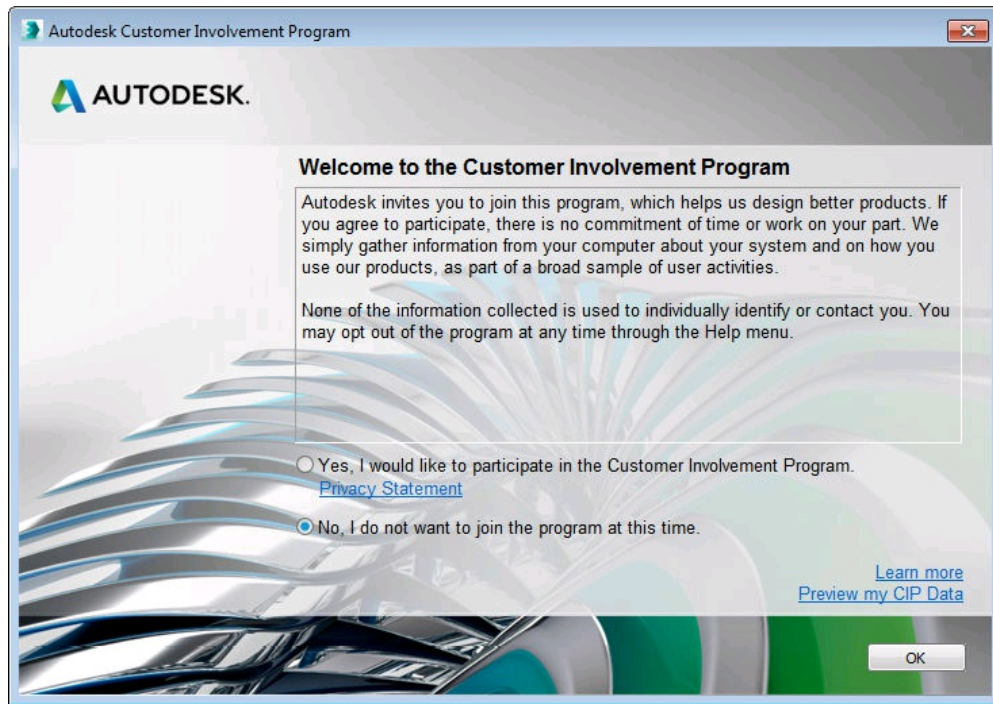 Autodesk Customer Involvement Program
AUTODESK.
Welcome to the Customer Involvement Program
Autodesk invites you to join this program, which helps us design better products. If
you agree to participate, there is no commitment of time or work on your part. We
simply gather information from your computer about your system and on how you
use our products, as part of a broad sample of user activities.
None of the information collected is used to individually identify or contact you. You
may opt out of the program at any time through the Help menu.
Yes, I would like to participate in the Customer Involvement Program.
Privacy Statement
No, I do not want to join the program at this time.
Learn more
Preview my CIP Data
OK